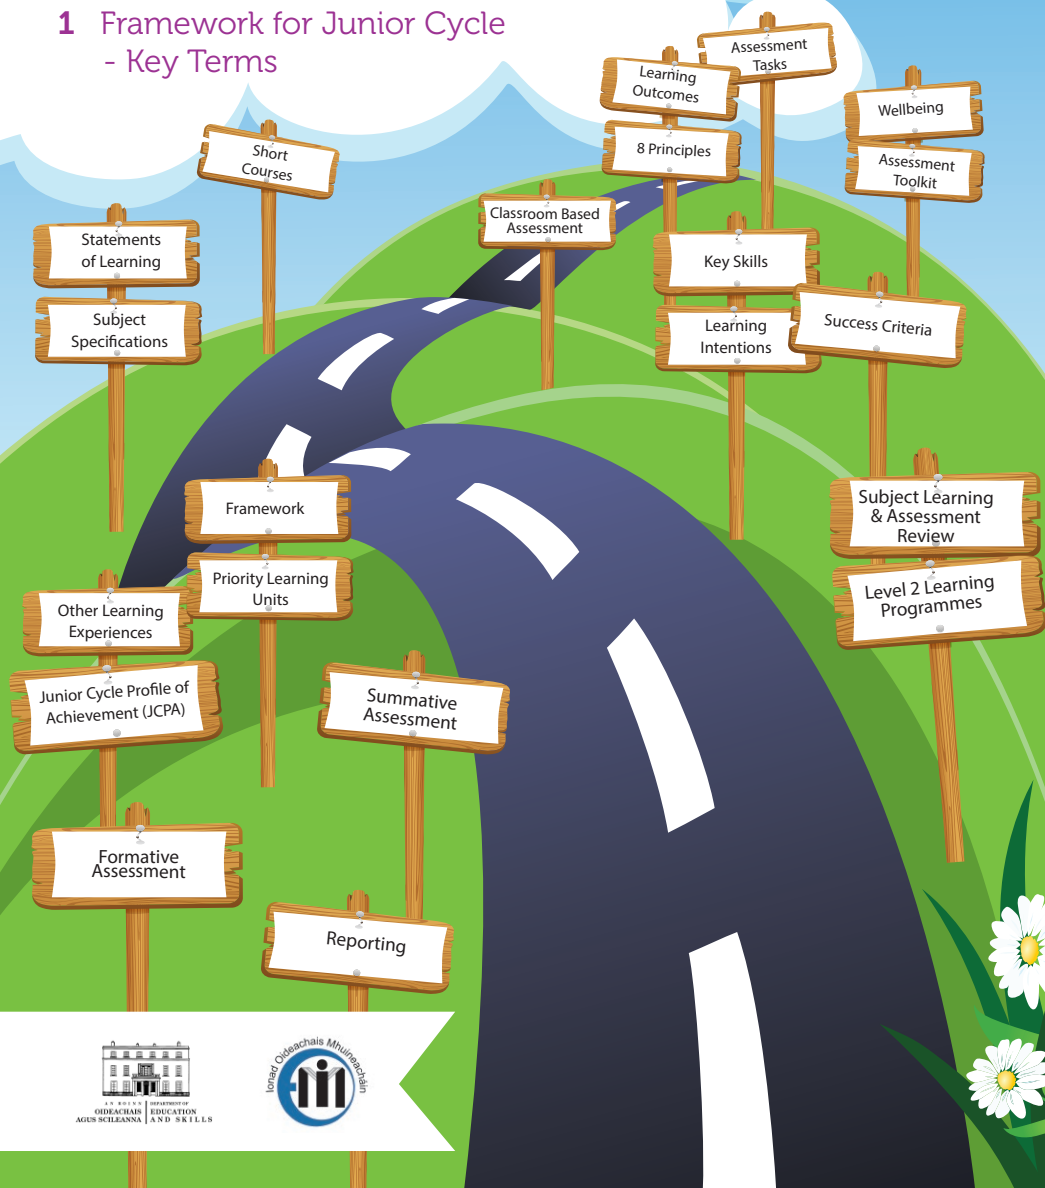 1 Framework for Junior Cycle
- Key Terms
Assessment
Tasks
Learning
Outcomes
8 Principles
Wellbeing
Assessment
Toolkit
Short
Courses
Classroom Based
Assessment
Statements
of Learning
Subject
Specifications
Key Skills
Learning
Intentions
Success Criteria
Framework
Priority Learning
Units
Subject Learning
& Assessment
Review
Level 2 Learning
Programmes
Other Learning
Experiences
Junior Cycle Profile of
Achievement (JCPA)
Summative
Assessment
Formative
Assessment
Reporting
AN ROINN
OIDEACHAIS
AGUS SCILEANNA
DEPARTMENT OF
EDUCATION
AND SKILLS
Ionad Oideachais Mhuineacháin